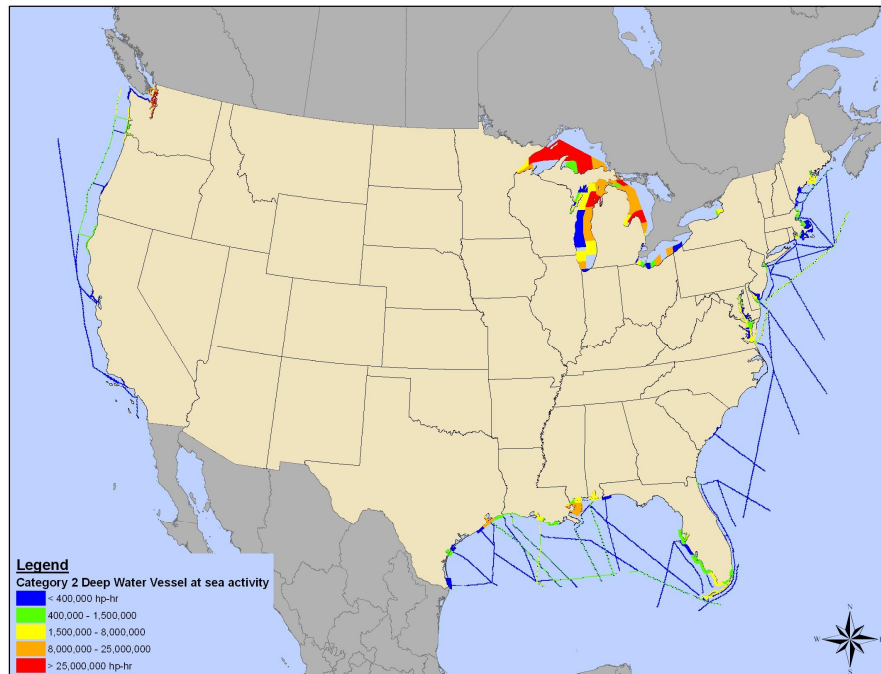 N
W
S
Legend
Category 2 Deep Water Vessel at sea activity
< 400,000 hp-hr
400,000 - 1,500,000
1,500,000 - 8,000,000
8,000,000 - 25,000,000
> 25,000,000 hp-hr